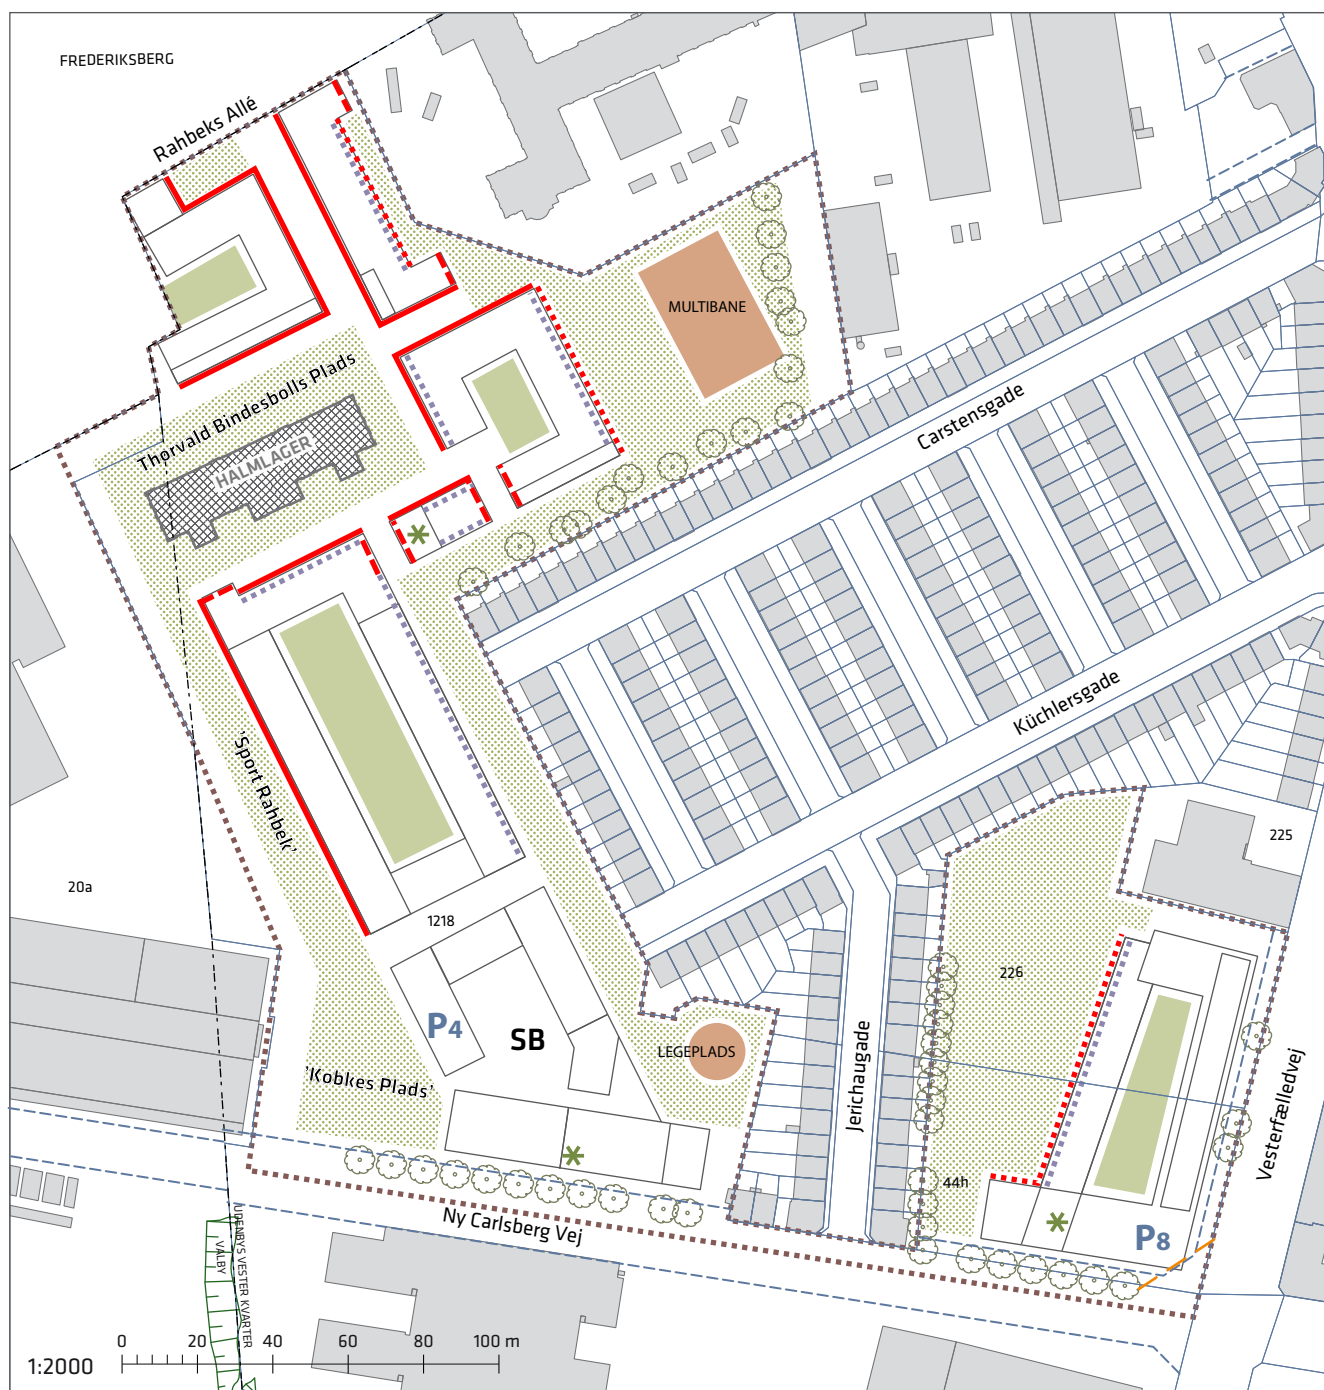 FREDERIKSBERG
Rahbeks Allé
MULTIBANE
Thorvald Bindesbølls Plads
HALMLAGER
Carstensgade
Küchlersgade
'Sport Rahbek'
225
20a
1218
226
P4
SB
LEGEPLADS
'Kobkes Plads'
Jerichaugade
Vesterfælledvej
44h
Ny Carlsberg Vej
P8
VALBY
UDENBYS VESTER KVARTER
0 20 40 60 80 100 m
1:2000